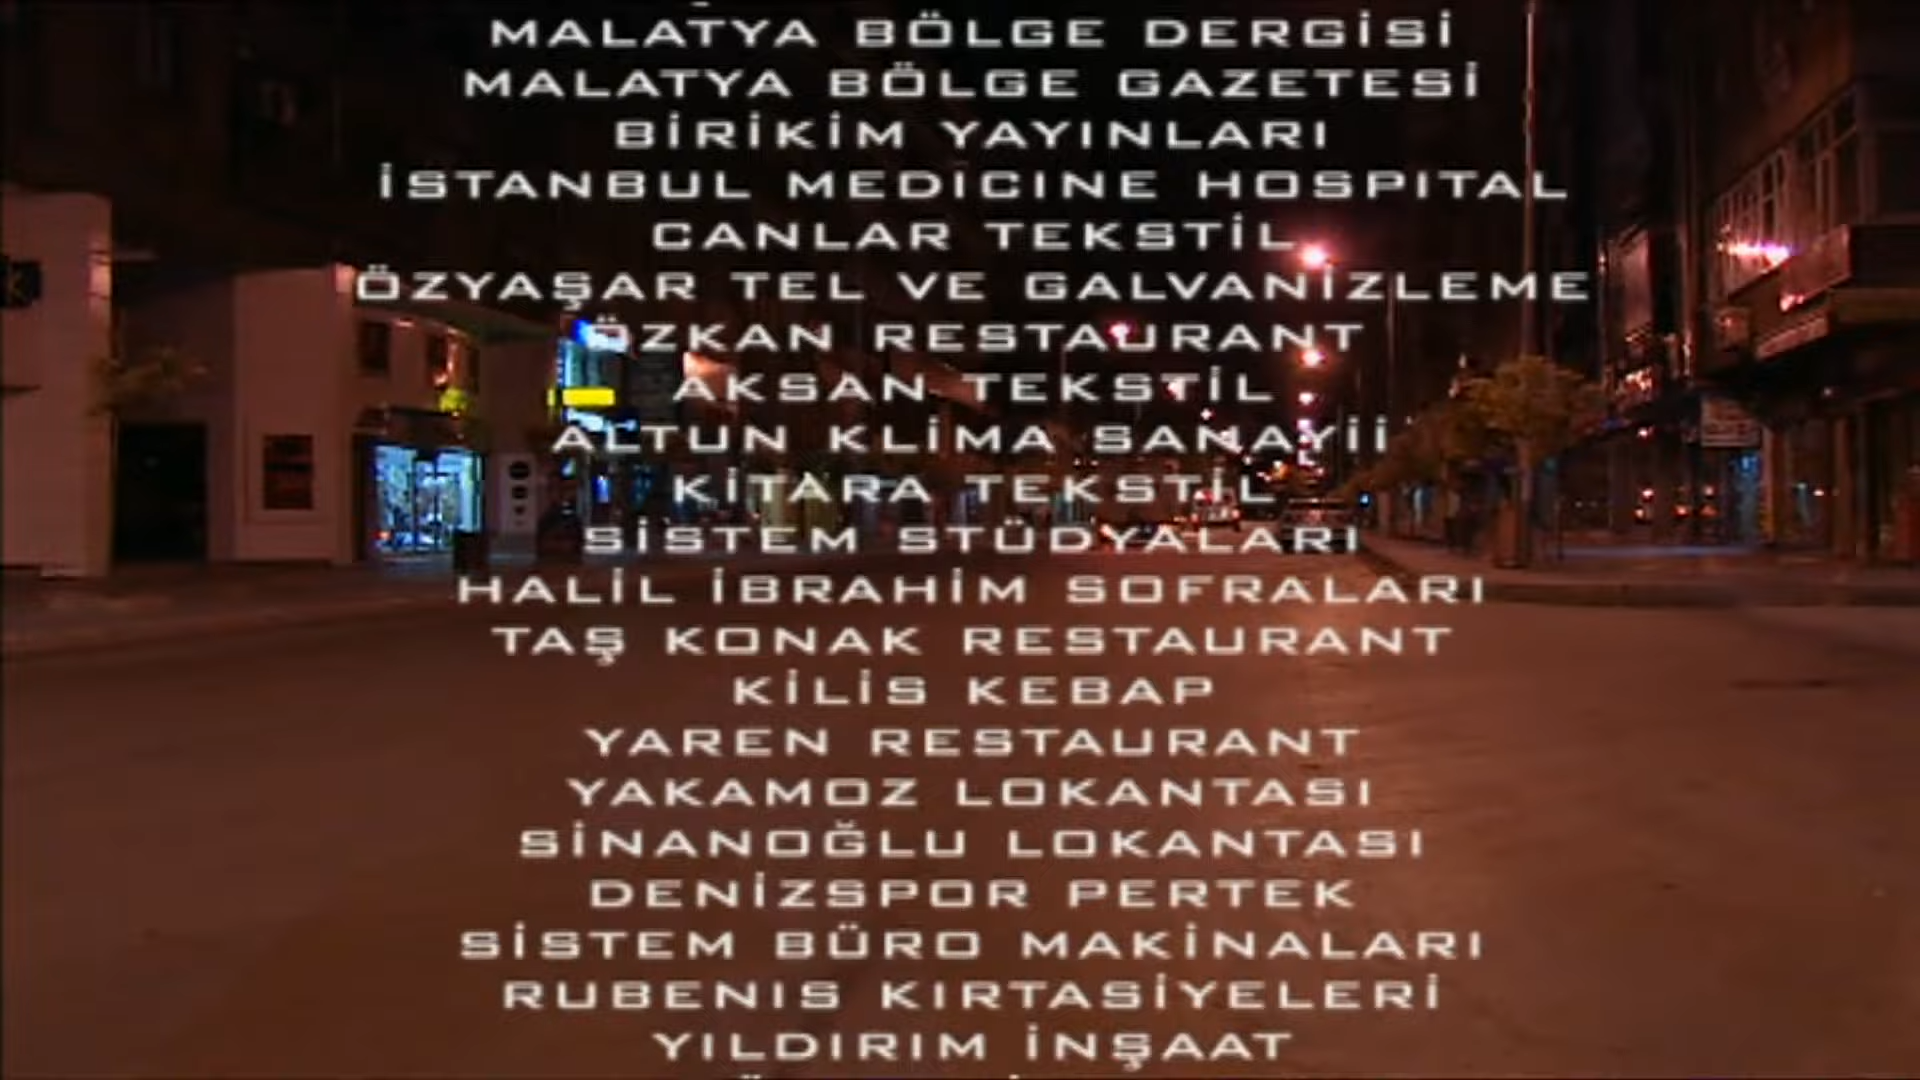 MALATYA BÖLGE DERGİSİ
MALATYA BÖLGE GAZETESİ
BİRİKİM YAYINLARI
İSTANBUL MEDICINE HOSPITAL
CANLAR TEKSTİL
ÖZYAŞAR TEL VE GALVANİZLEME
ÖZKAN RESTAURANT
AKSAN TEKSTİL
ALTUN KLİMA SANAYİİ
KİTARA TEKSTİL
SİSTEM STÜDYALARI
HALİL İBRAHİM SOFRALARI
TAŞ KONAK RESTAURANT
KİLİS KEBAP
YAREN RESTAURANT
YAKAMOZ LOKANTASI
SİNANOĞLU LOKANTASI
DENİZSPOR PERTEK
SİSTEM BÜRO MAKİNALARI
RUBENIS KIRTASİYELERİ
YILDIRIM İNŞAAT